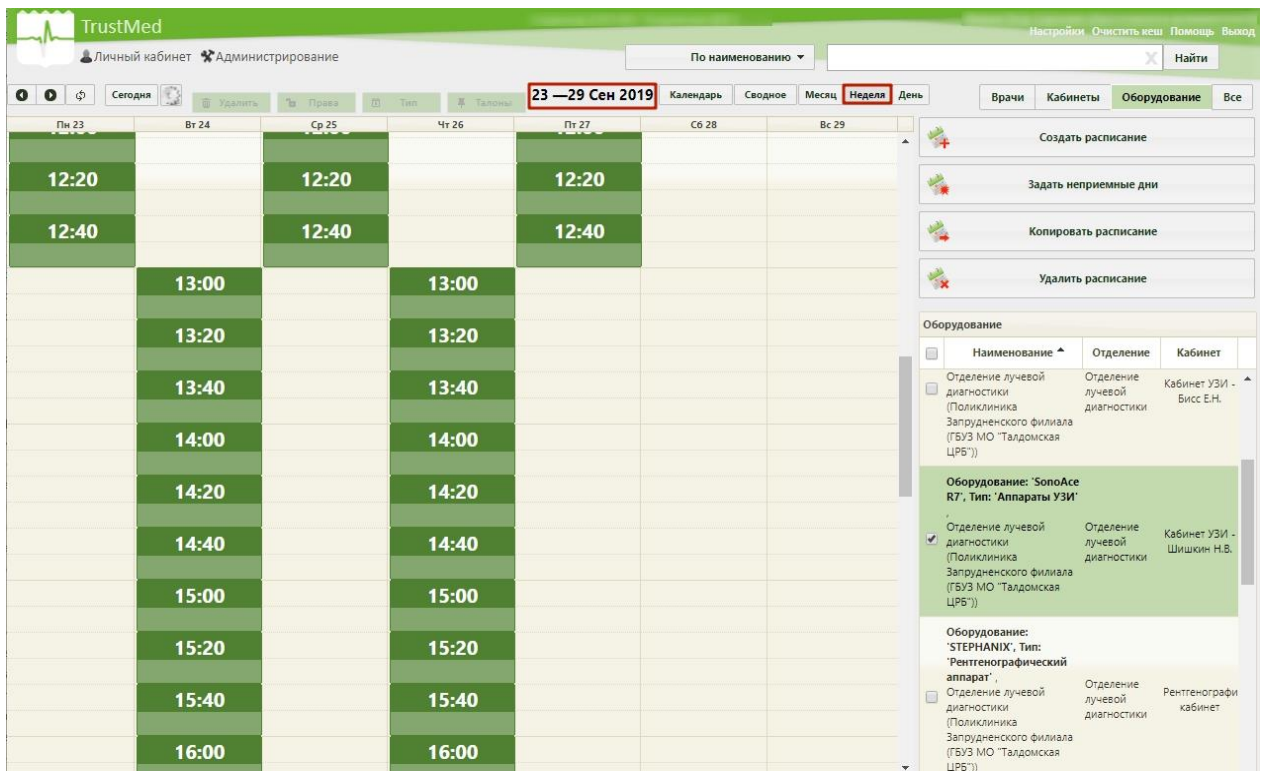 TrustMed
Настройки Очистить кеш Помощь Выход
Личный кабинет Администрирование
По наименованию
Найти
Сегодня Удалить Права Тип Талоны 23 —29 Сен 2019 Календарь Сводное Месяц Неделя День Врачи Кабинеты Оборудование Все
Пн 23 Вт 24 Ср 25 Чт 26 Пт 27 Сб 28 Вс 29
12:20 12:20 12:20
12:40 12:40 12:40
13:00 13:00
13:20 13:20
13:40 13:40
14:00 14:00
14:20 14:20
14:40 14:40
15:00 15:00
15:20 15:20
15:40 15:40
16:00 16:00
Создать расписание
Задать неприемные дни
Копировать расписание
Удалить расписание
Оборудование
Наименование Отделение Кабинет
Отделение лучевой
диагностики
(Поликлиника
Запрудненского филиала
(ГБУЗ МО "Талдомская
ЦРБ"))
Отделение
лучевой
диагностики
Кабинет УЗИ -
Бисс Е.Н.
Оборудование: 'SonoAce
R7', Тип: 'Аппараты УЗИ'
,
Отделение лучевой
диагностики
(Поликлиника
Запрудненского филиала
(ГБУЗ МО "Талдомская
ЦРБ"))
Отделение
лучевой
диагностики
Кабинет УЗИ -
Шишкин Н.В.
Оборудование:
'STEPHANIX', Тип:
'Рентгенографический
аппарат' ,
Отделение лучевой
диагностики
(Поликлиника
Запрудненского филиала
(ГБУЗ МО "Талдомская
ЦРБ"))
Отделение
лучевой
диагностики
Рентгенографи
кабинет